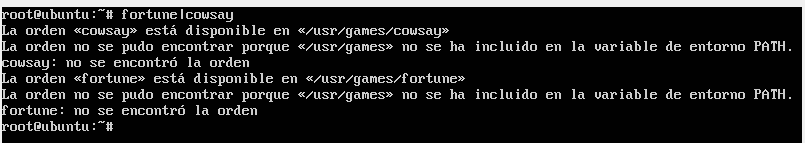 root@ubuntu:~# fortune|cowsay
La orden «cowsay» está disponible en «/usr/games/cowsay»
La orden no se pudo encontrar porque «/usr/games» no se ha incluido en la variable de entorno PATH.
cowsay: no se encontró la orden
La orden «fortune» está disponible en «/usr/games/fortune»
La orden no se pudo encontrar porque «/usr/games» no se ha incluido en la variable de entorno PATH.
fortune: no se encontró la orden
root@ubuntu:~#